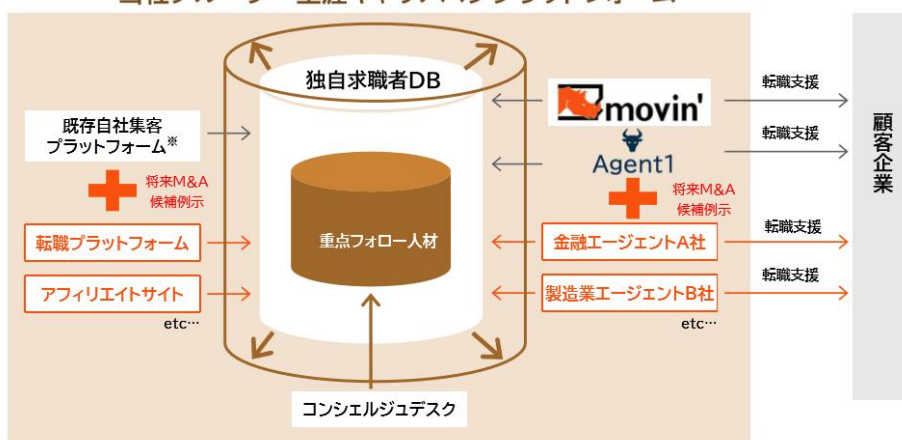 独自求職者DB
既存自社集客
プラットフォーム※
将来M&A
候補例示
転職プラットフォーム
アフィリエイトサイト
etc…
重点フォロー人材
コンシェルジュデスク
movin'
Agent1
将来M&A
候補例示
金融エージェントA社
製造業エージェントB社
etc…
転職支援
転職支援
転職支援
転職支援
顧客企業